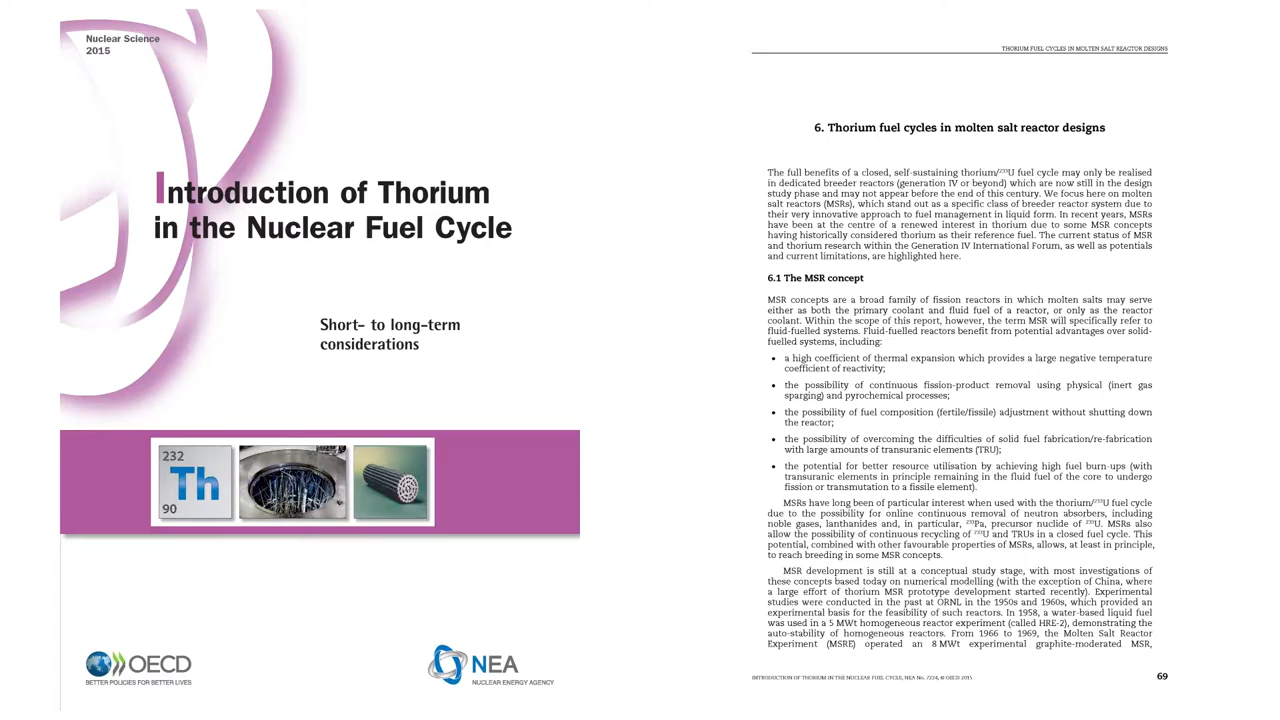 Nuclear Science
2015
Introduction of Thorium
in the Nuclear Fuel Cycle
Short- to long-term
considerations
232
Th
90
OECD
BETTER POLICIES FOR BETTER LIVES
NEA
NUCLEAR ENERGY AGENCY
THORIUM FUEL CYCLES IN MOLTEN SALT REACTOR DESIGNS
6. Thorium fuel cycles in molten salt reactor designs
The full benefits of a closed, self-sustaining thorium/²³³U fuel cycle may only be realised
in dedicated breeder reactors (generation IV or beyond) which are now still in the design
study phase and may not appear before the end of this century. We focus here on molten
salt reactors (MSRs), which stand out as a specific class of breeder reactor system due to
their very innovative approach to fuel management in liquid form. In recent years, MSRs
have been at the centre of a renewed interest in thorium due to some MSR concepts
having historically considered thorium as their reference fuel. The current status of MSR
and thorium research within the Generation IV International Forum, as well as potentials
and current limitations, are highlighted here.
6.1 The MSR concept
MSR concepts are a broad family of fission reactors in which molten salts may serve
either as both the primary coolant and fluid fuel of a reactor, or only as the reactor
coolant. Within the scope of this report, however, the term MSR will specifically refer to
fluid-fuelled systems. Fluid-fuelled reactors benefit from potential advantages over solid-
fuelled systems, including:
• a high coefficient of thermal expansion which provides a large negative temperature
coefficient of reactivity;
• the possibility of continuous fission-product removal using physical (inert gas
sparging) and pyrochemical processes;
• the possibility of fuel composition (fertile/fissile) adjustment without shutting down
the reactor;
• the possibility of overcoming the difficulties of solid fuel fabrication/re-fabrication
with large amounts of transuranic elements (TRU);
• the potential for better resource utilisation by achieving high fuel burn-ups (with
transuranic elements in principle remaining in the fluid fuel of the core to undergo
fission or transmutation to a fissile element).
MSRs have long been of particular interest when used with the thorium/²³³U fuel cycle
due to the possibility for online continuous removal of neutron absorbers, including
noble gases, lanthanides and, in particular, ²³³Pa, precursor nuclide of ²³³U. MSRs also
allow the possibility of continuous recycling of ²³³U and TRUs in a closed fuel cycle. This
potential, combined with other favourable properties of MSRs, allows, at least in principle,
to reach breeding in some MSR concepts.
MSR development is still at a conceptual study stage, with most investigations of
these concepts based today on numerical modelling (with the exception of China, where
a large effort of thorium MSR prototype development started recently). Experimental
studies were conducted in the past at ORNL in the 1950s and 1960s, which provided an
experimental basis for the feasibility of such reactors. In 1958, a water-based liquid fuel
was used in a 5 MWt homogeneous reactor experiment (called HRE-2), demonstrating the
auto-stability of homogeneous reactors. From 1966 to 1969, the Molten Salt Reactor
Experiment (MSRE) operated an 8 MWt experimental graphite-moderated MSR,
INTRODUCTION OF THORIUM IN THE NUCLEAR FUEL CYCLE, NEA No. 7224, © OECD 2015
69